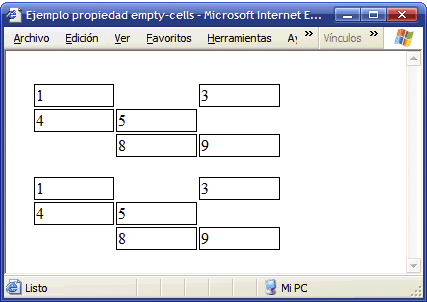 Ejemplo propiedad empty-cells - Microsoft Internet E...
Archivo Edición Ver Favoritos Herramientas Ay » Vínculos »
1 3
4 5
8 9
1 3
4 5
8 9
Listo Mi PC